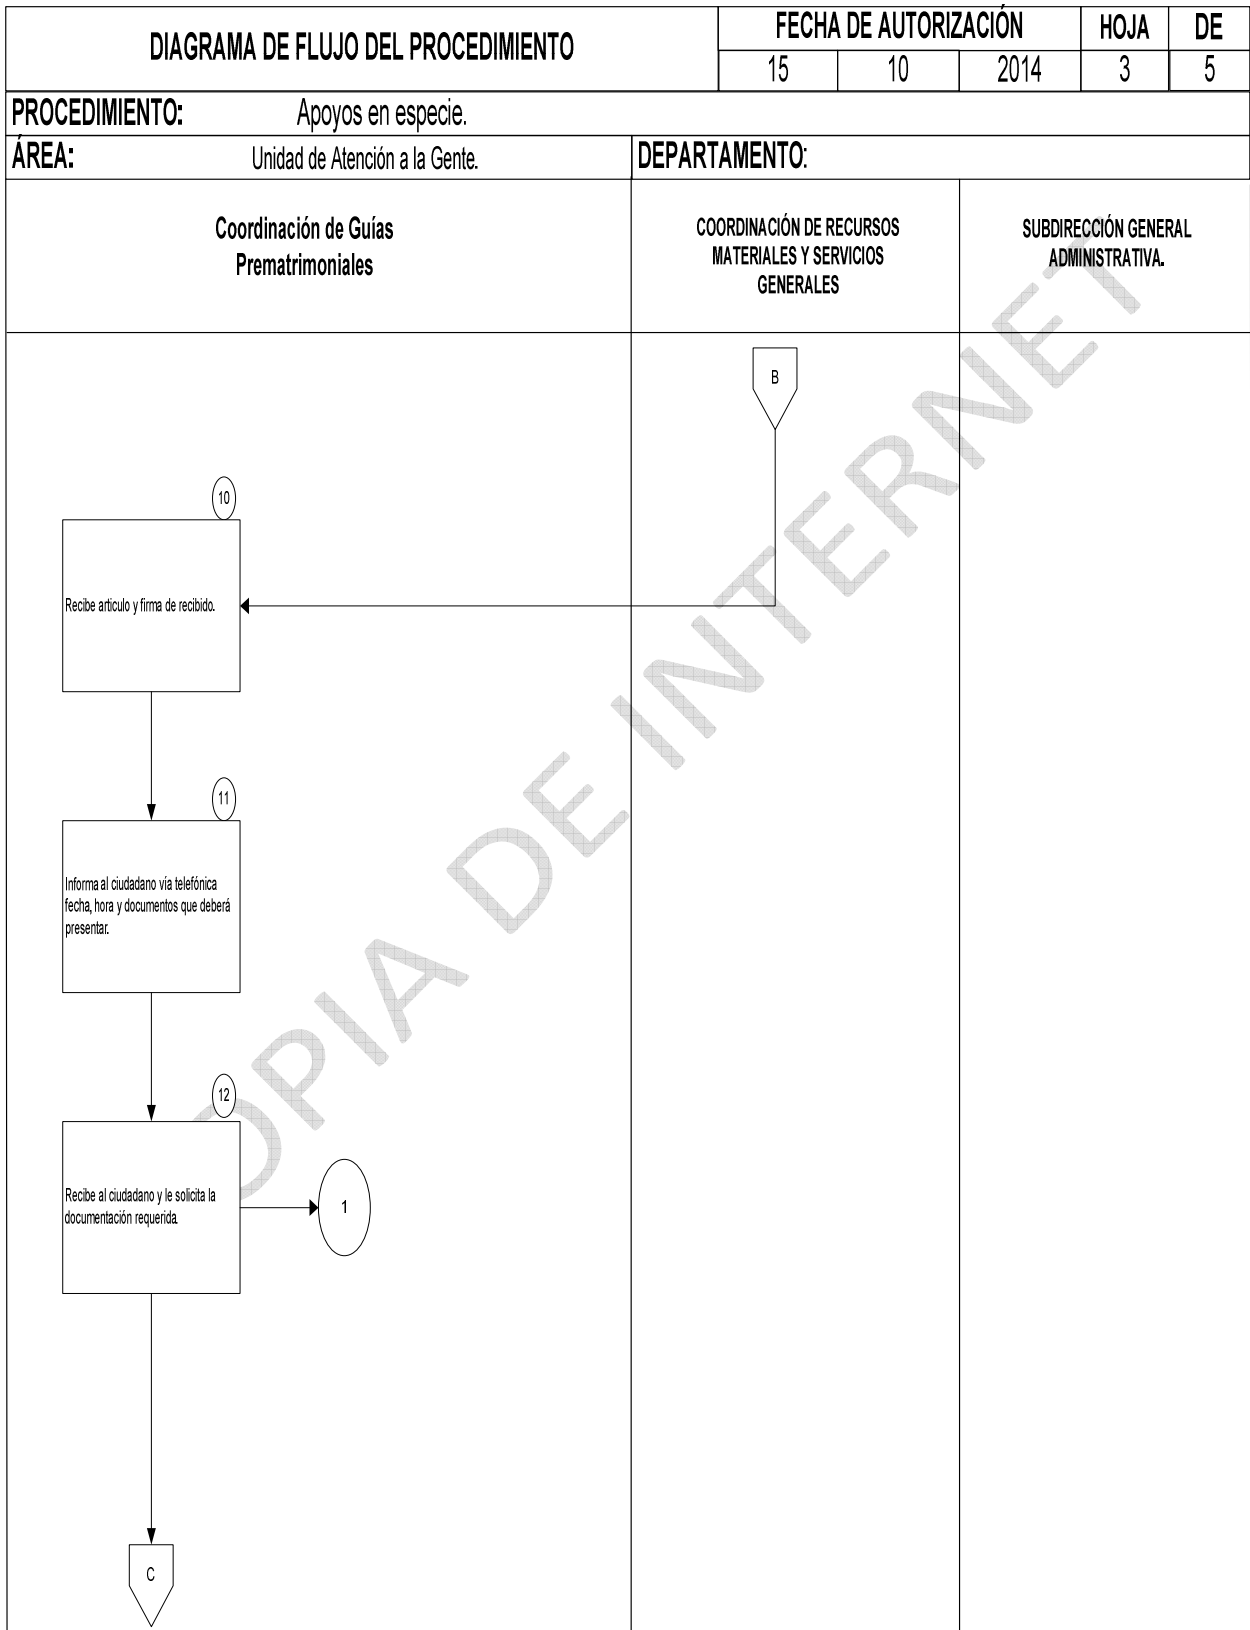 DIAGRAMA DE FLUJO DEL PROCEDIMIENTO
FECHA DE AUTORIZACIÓN
HOJA
DE
15
10
2014
3
5
PROCEDIMIENTO: Apoyos en especie.
ÁREA: Unidad de Atención a la Gente.
DEPARTAMENTO:
Coordinación de Guías
Prematrimoniales
COORDINACIÓN DE RECURSOS
MATERIALES Y SERVICIOS
GENERALES
SUBDIRECCIÓN GENERAL
ADMINISTRATIVA.
B
10
Recibe articulo y firma de recibido.
11
Informa al ciudadano vía telefónica
fecha, hora y documentos que deberá
presentar.
12
Recibe al ciudadano y le solicita la
documentación requerida.
1
C
OPIA DE INTERNET